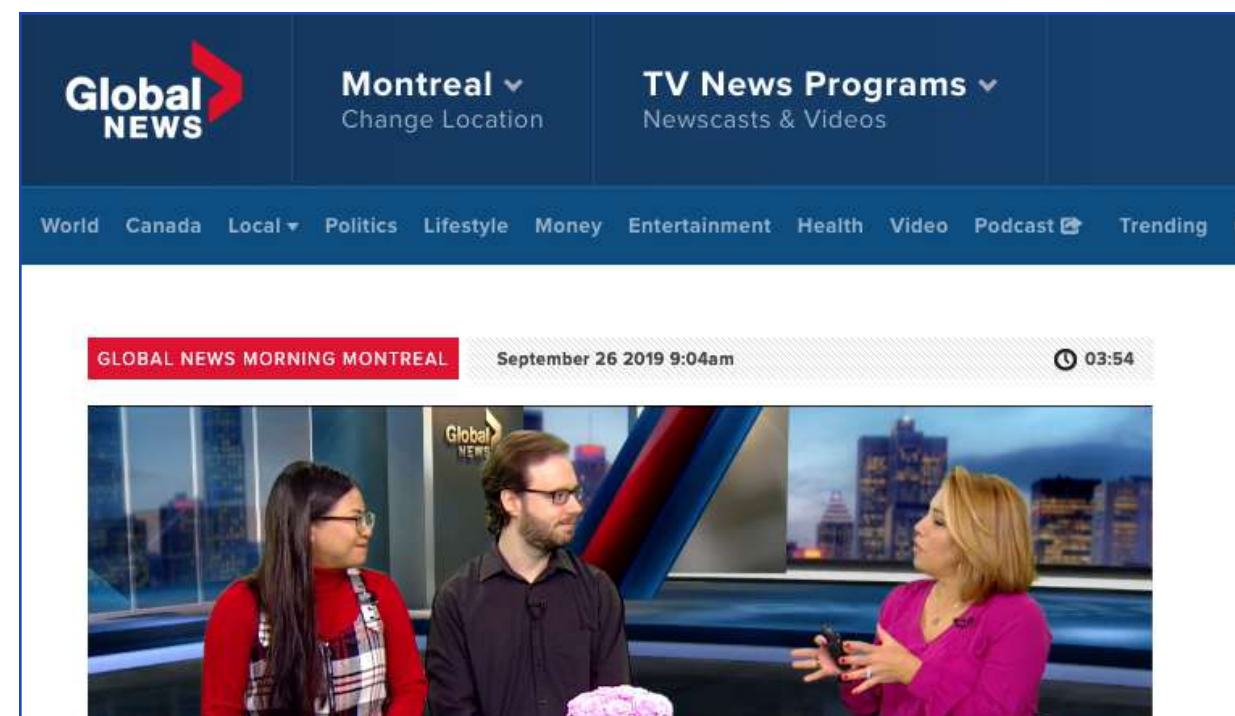 Global
NEWS
Montreal
Change Location
TV News Programs
Newscasts & Videos
World Canada Local Politics Lifestyle Money Entertainment Health Video Podcast Trending
GLOBAL NEWS MORNING MONTREAL September 26 2019 9:04am 03:54
Global
NEWS